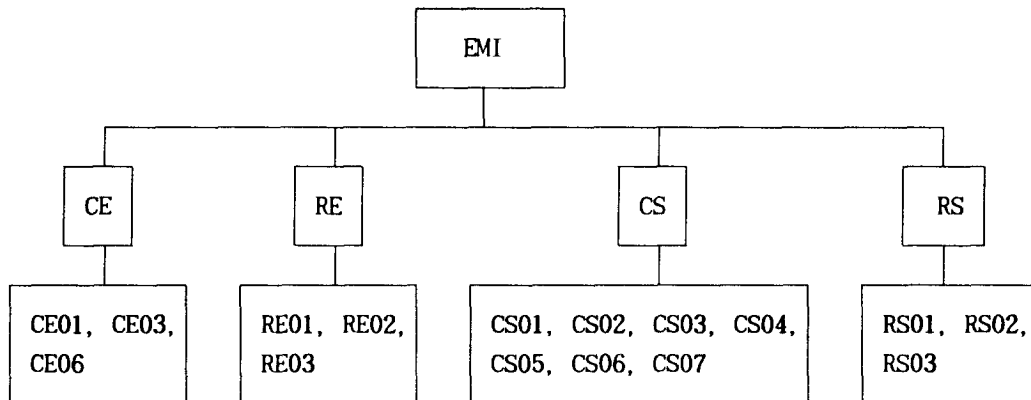 EMI
CE
RE
CS
RS
CE01, CE03,
CE06
RE01, RE02,
RE03
CS01, CS02, CS03, CS04,
CS05, CS06, CS07
RS01, RS02,
RS03